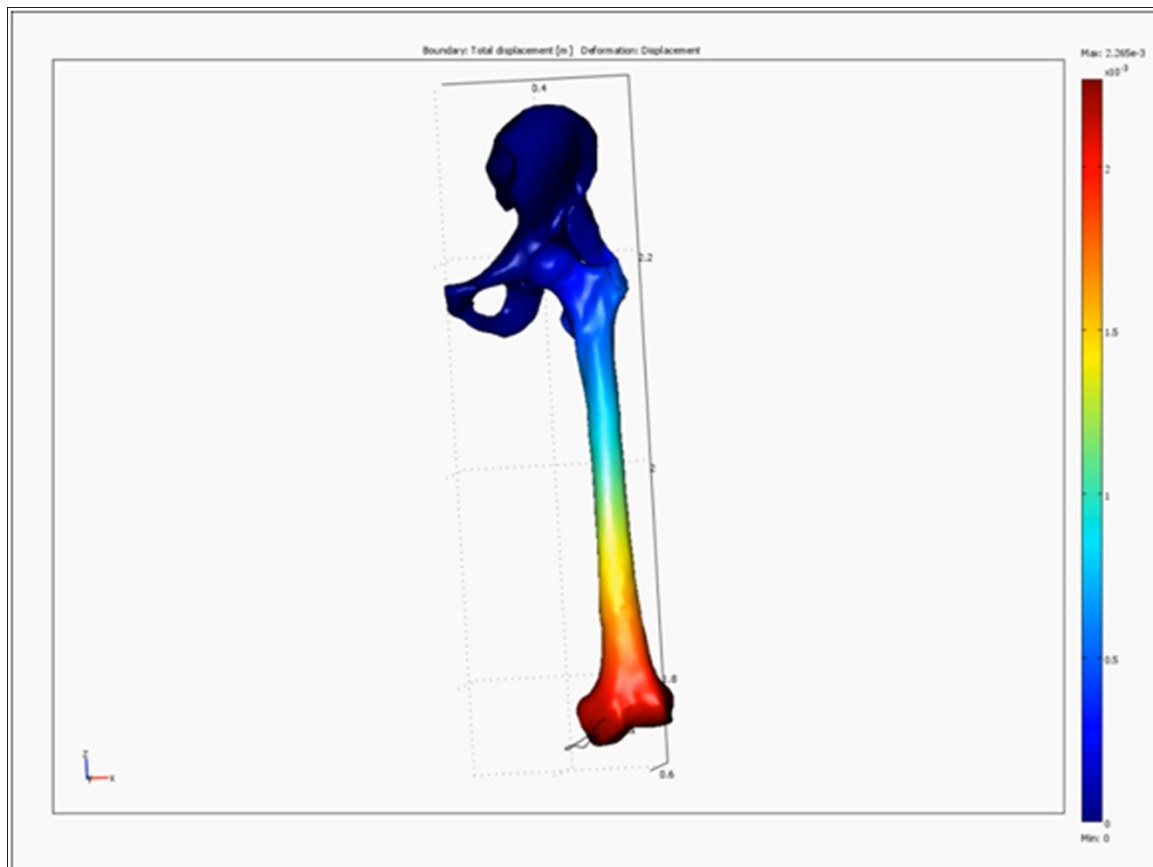 Boundary: Total displacement [m] Deformation: Displacement
Max: 2.265e-3
x10-3
0.4
2
2.2
1.5
2
1
0.5
1.8
0.6
z
y
x
0
Min: 0